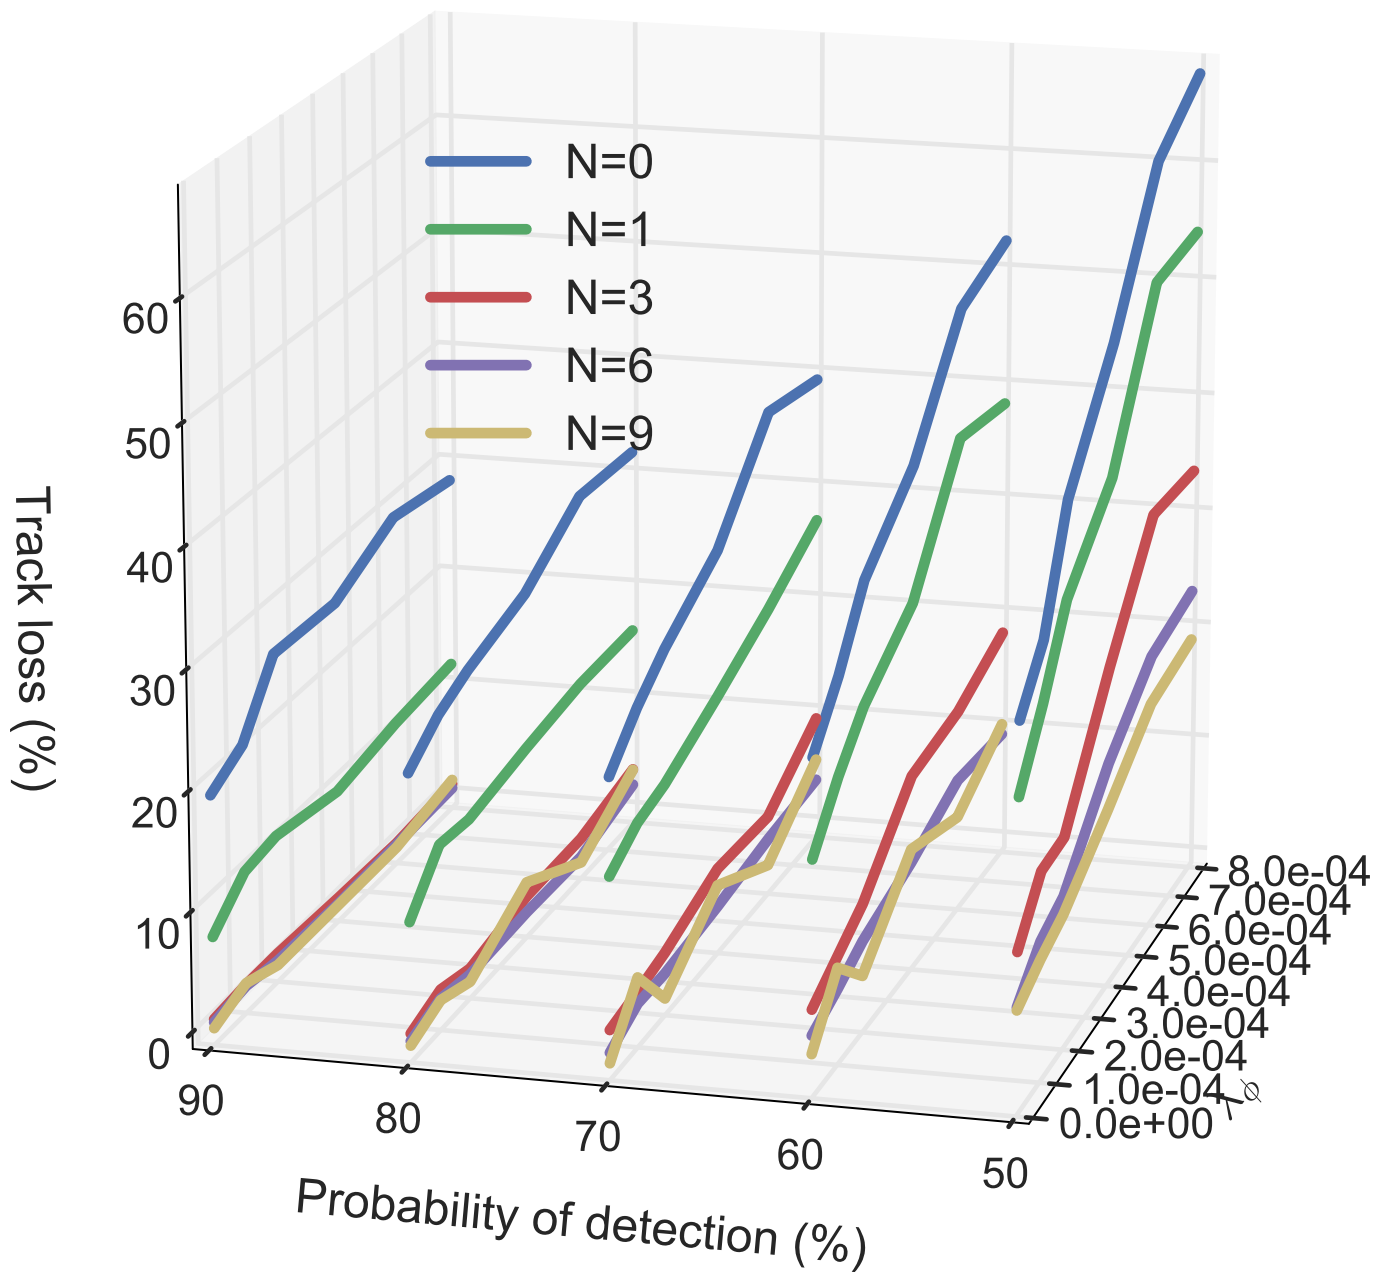 N=0
N=1
N=3
N=6
N=9
Track loss (%)
60
50
40
30
20
10
0
90
80
70
60
50
Probability of detection (%)
8.0e-04
7.0e-04
6.0e-04
5.0e-04
4.0e-04
3.0e-04
2.0e-04
1.0e-04
0.0e+00
λϕ